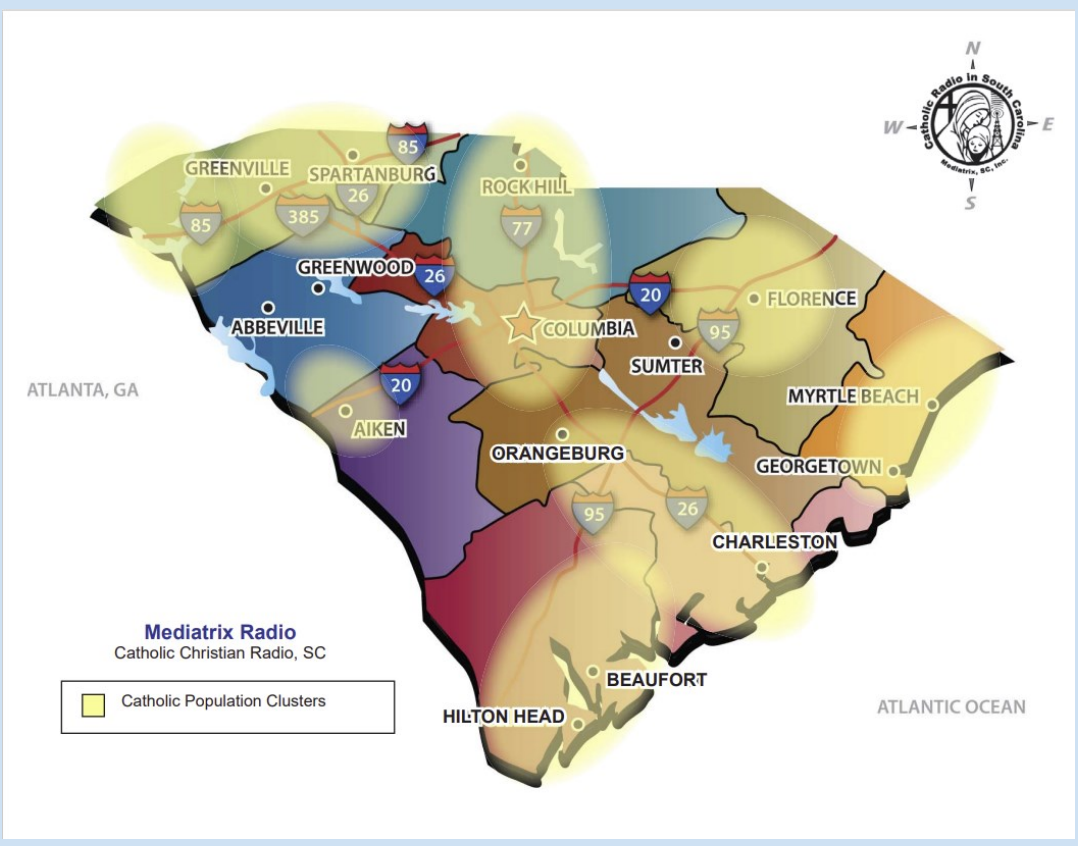 N
Catholic Radio in South Carolina
W
E
Mediatrix, SC, Inc.
S
85
GREENVILLE
SPARTANBURG
26
ROCK HILL
85
385
77
GREENWOOD
26
20
FLORENCE
ABBEVILLE
COLUMBIA
95
SUMTER
ATLANTA, GA
20
MYRTLE BEACH
AIKEN
ORANGEBURG
GEORGETOWN
95
26
CHARLESTON
Mediatrix Radio
Catholic Christian Radio, SC
Catholic Population Clusters
BEAUFORT
HILTON HEAD
ATLANTIC OCEAN